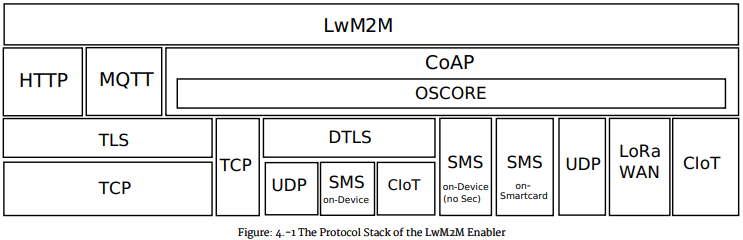 LwM2M
HTTP
MQTT
CoAP
OSCORE
TLS
TCP
TCP
DTLS
UDP
SMS
on-Device
CIoT
SMS
on-Device
(no Sec)
SMS
on-
Smartcard
UDP
LoRa
WAN
CIoT
Figure: 4.-1 The Protocol Stack of the LwM2M Enabler